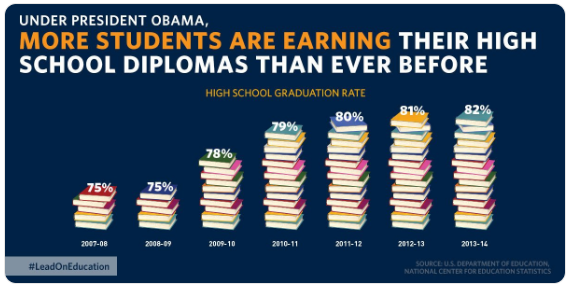 UNDER PRESIDENT OBAMA,
MORE STUDENTS ARE EARNING THEIR HIGH
SCHOOL DIPLOMAS THAN EVER BEFORE
HIGH SCHOOL GRADUATION RATE
75% 75% 78% 79% 80% 81% 82%
2007-08 2008-09 2009-10 2010-11 2011-12 2012-13 2013-14
#LeadOnEducation
SOURCE: U.S. DEPARTMENT OF EDUCATION,
NATIONAL CENTER FOR EDUCATION STATISTICS